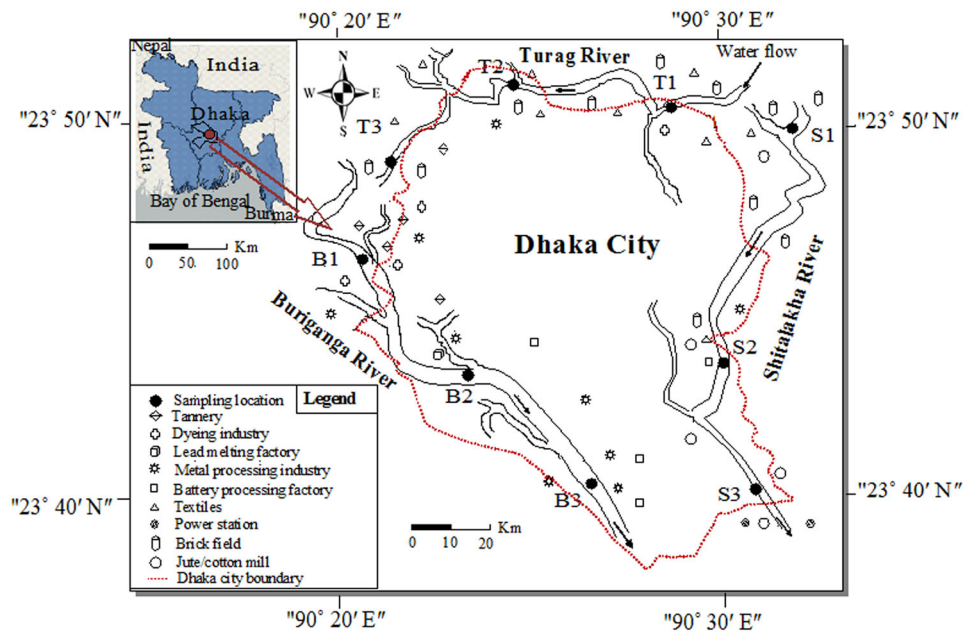 "90° 20′ E"
"90° 30′ E"
Nepal
India
Dhaka
India
Bay of Bengal
Burma
N
W
E
S
Turag River
Water flow
T2
T1
T3
S1
"23° 50′ N"
"23° 50′ N"
Km
0
50.
100
Dhaka City
B1
Buriganga River
Shitalakha River
S2
B2
B3
S3
Legend
Sampling location
Tannery
Dyeing industry
Lead melting factory
Metal processing industry
Battery processing factory
Textiles
Power station
Brick field
Jute/cotton mill
Dhaka city boundary
"23° 40′ N"
"23° 40′ N"
Km
0
10
20
"90° 20′ E"
"90° 30′ E"